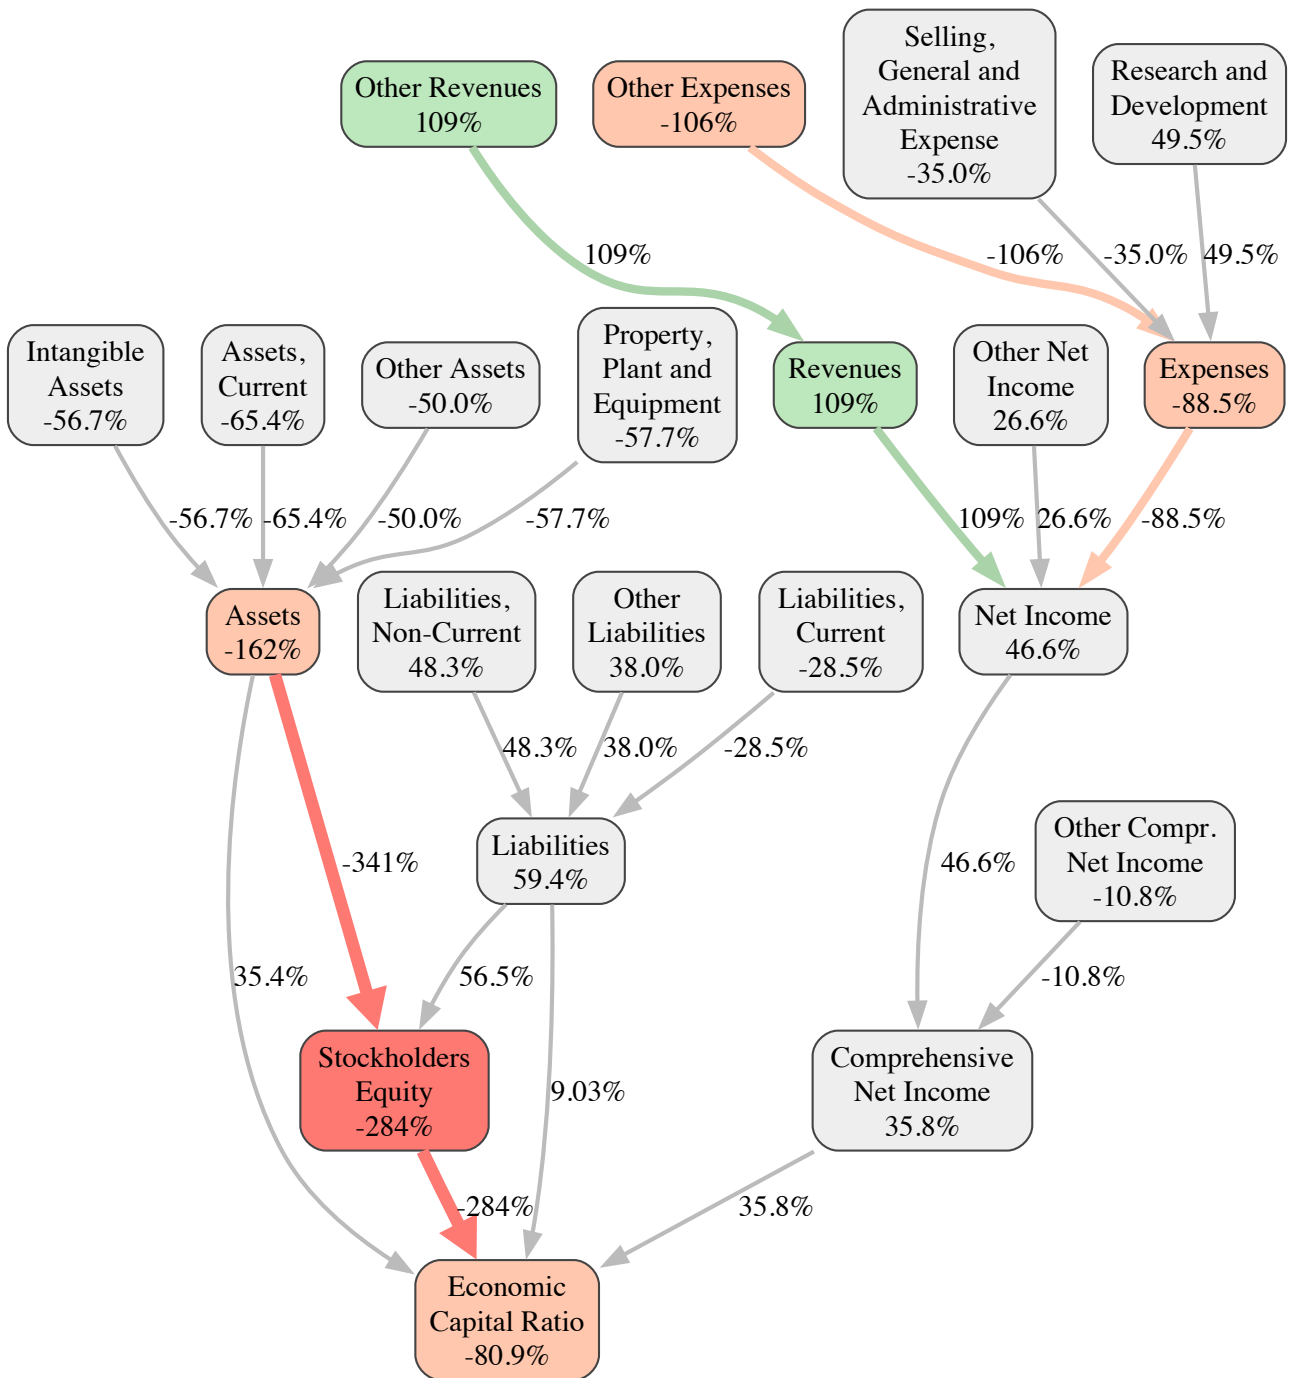 Selling,
General and
Administrative
Expense
-35.0%
Research and
Development
49.5%
Other Revenues
109%
Other Expenses
-106%
109%
-106%
-35.0%
49.5%
Intangible
Assets
-56.7%
Assets,
Current
-65.4%
Other Assets
-50.0%
Property,
Plant and
Equipment
-57.7%
Revenues
109%
Other Net
Income
26.6%
Expenses
-88.5%
-56.7%
-65.4%
-50.0%
-57.7%
109%
26.6%
-88.5%
Assets
-162%
Liabilities,
Non-Current
48.3%
Other
Liabilities
38.0%
Liabilities,
Current
-28.5%
Net Income
46.6%
48.3%
38.0%
-28.5%
-341%
Liabilities
59.4%
46.6%
Other Compr.
Net Income
-10.8%
35.4%
56.5%
-10.8%
Stockholders
Equity
-284%
9.03%
Comprehensive
Net Income
35.8%
-284%
35.8%
Economic
Capital Ratio
-80.9%